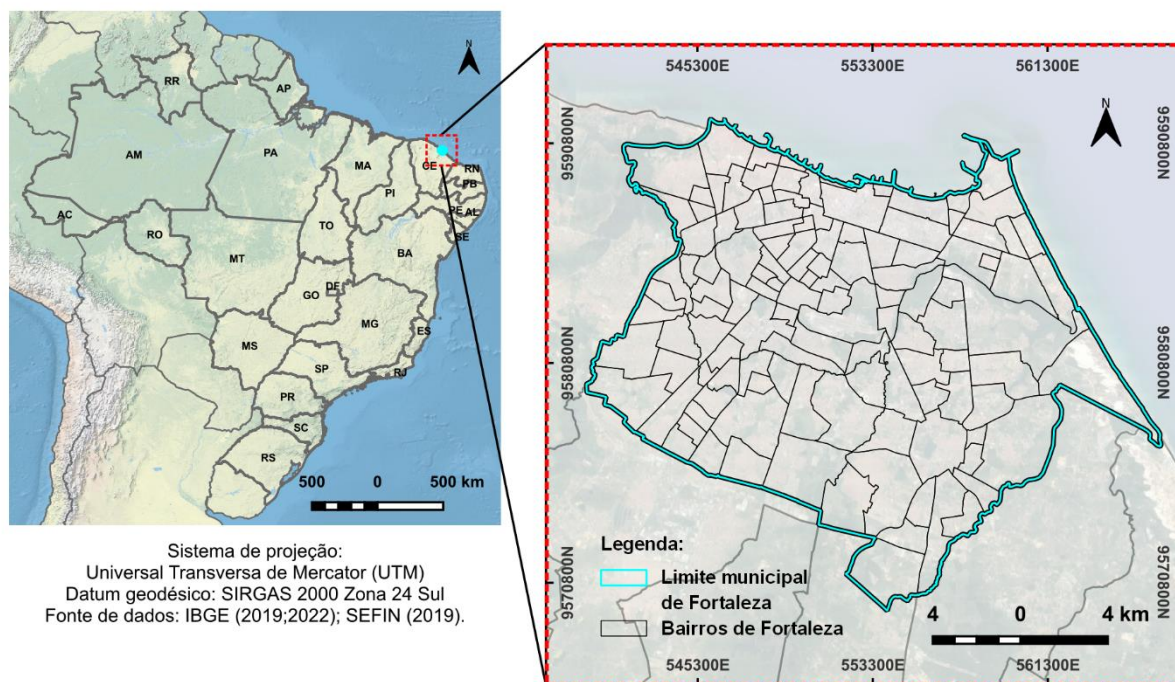 N
RR
AP
AM
PA
MA
CE
RN
PB
PI
PE
AL
AC
TO
SE
RO
BA
MT
DF
GO
MG
ES
MS
SP
RJ
PR
SC
RS
500 0 500 km
Sistema de projeção:
Universal Transversa de Mercator (UTM)
Datum geodésico: SIRGAS 2000 Zona 24 Sul
Fonte de dados: IBGE (2019;2022); SEFIN (2019).
545300E 553300E 561300E
N
9590800N 9590800N
9580800N 9580800N
9570800N 9570800N
Legenda:
Limite municipal
de Fortaleza
Bairros de Fortaleza
4 0 4 km
545300E 553300E 561300E